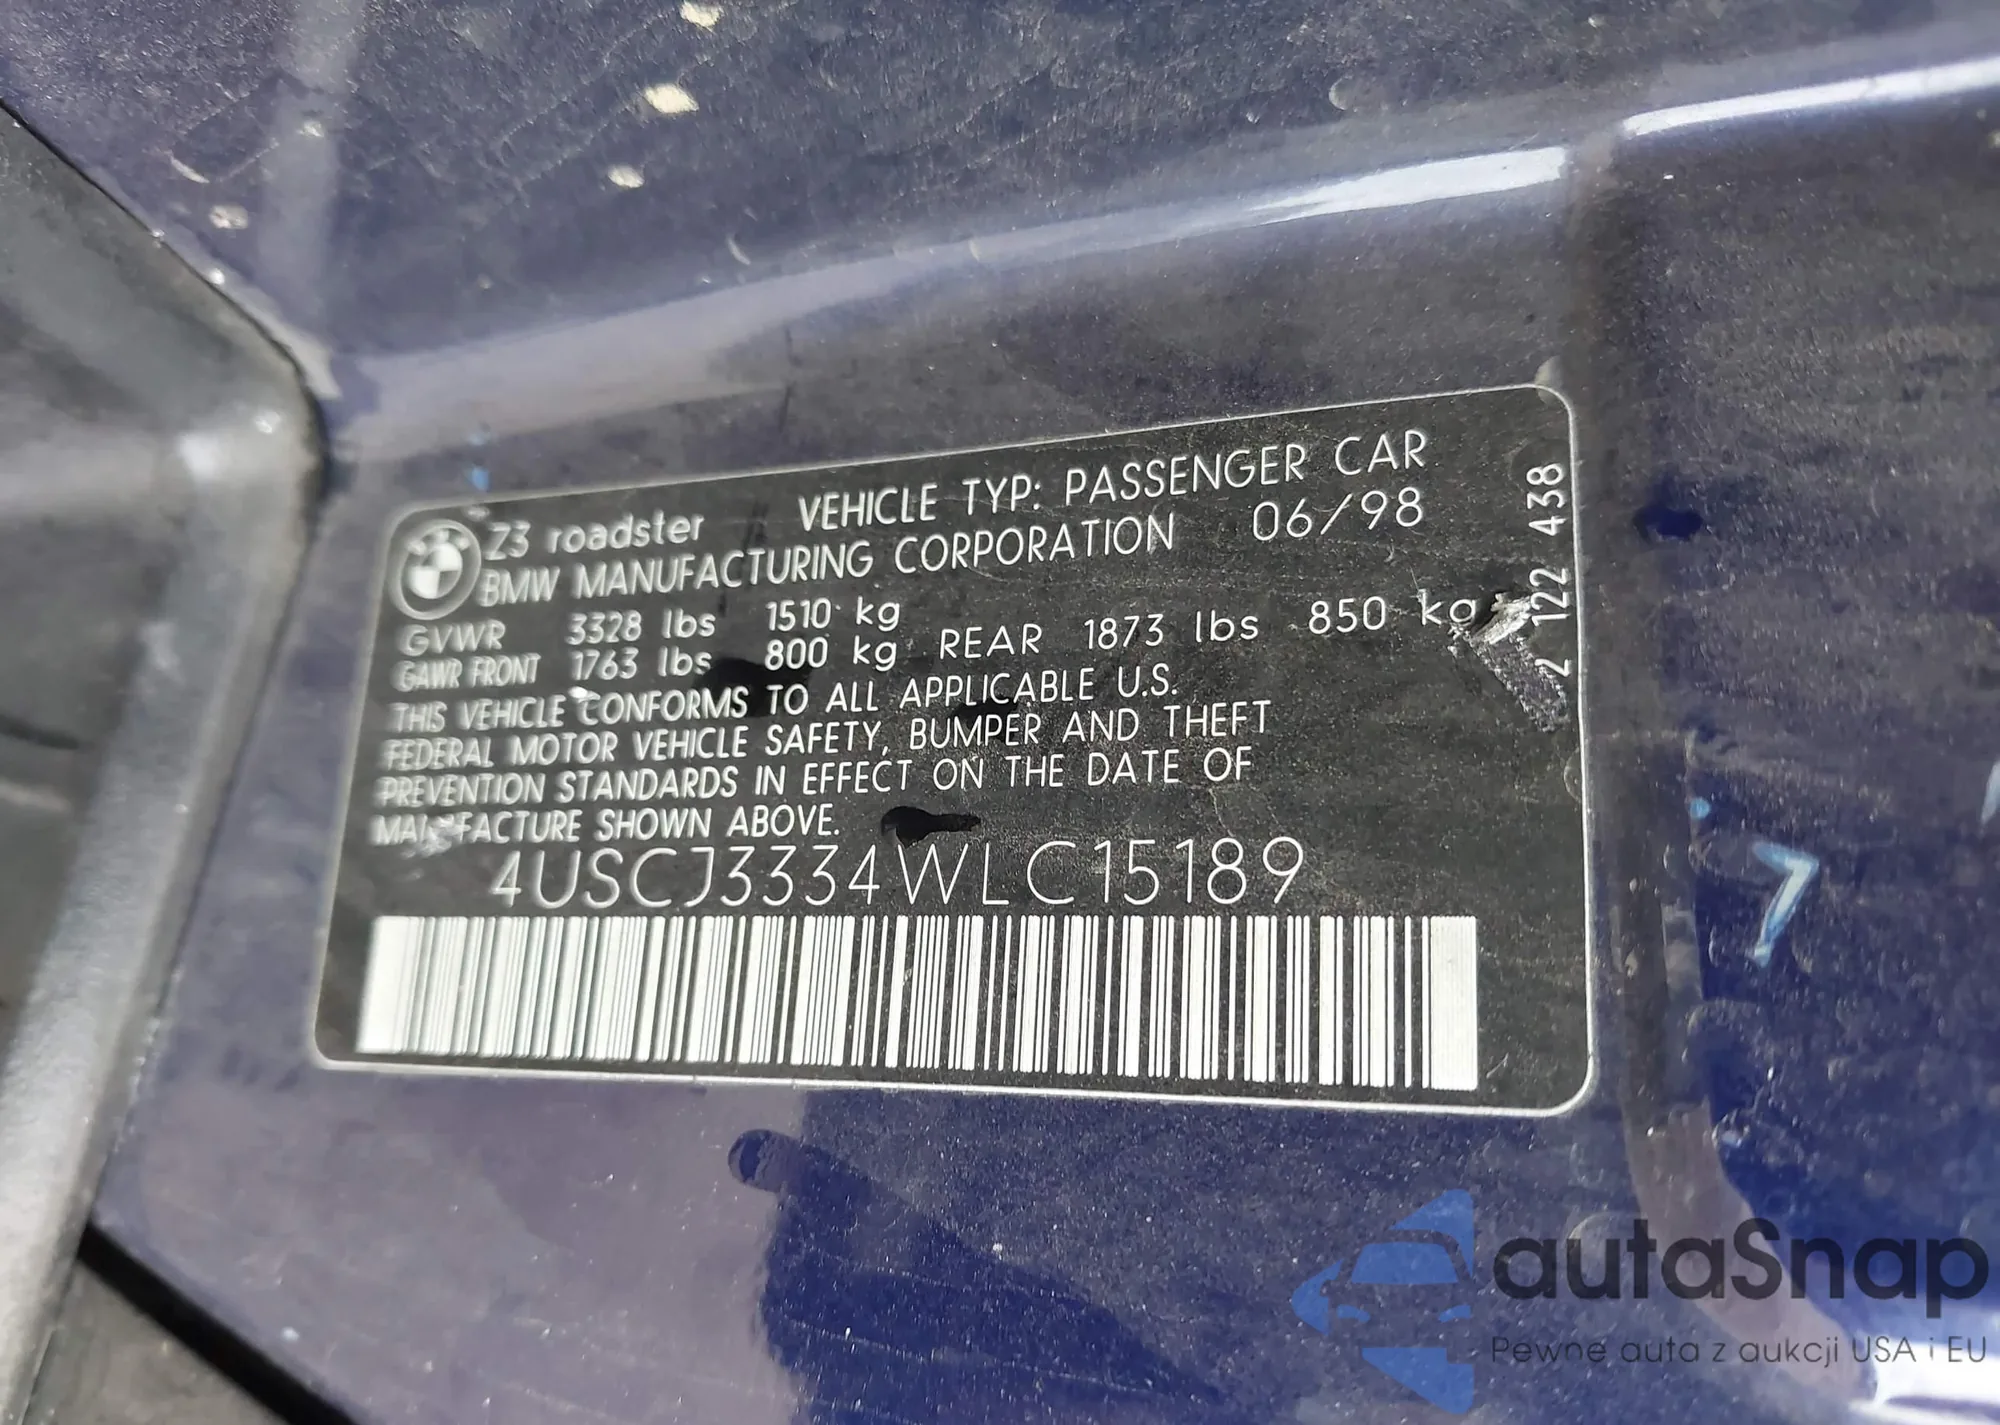 Z3 roadster VEHICLE TYP: PASSENGER CAR
BMW MANUFACTURING CORPORATION 06/98
GVWR 3328 lbs 1510 kg
GAWR FRONT 1763 lbs 800 kg REAR 1873 lbs 850 kg
THIS VEHICLE CONFORMS TO ALL APPLICABLE U.S.
FEDERAL MOTOR VEHICLE SAFETY, BUMPER AND THEFT
PREVENTION STANDARDS IN EFFECT ON THE DATE OF
MANUFACTURE SHOWN ABOVE.
4USCJ3334WLC15189
2 122 438
7
autaSnap
Pewne auta z aukcji USA i EU